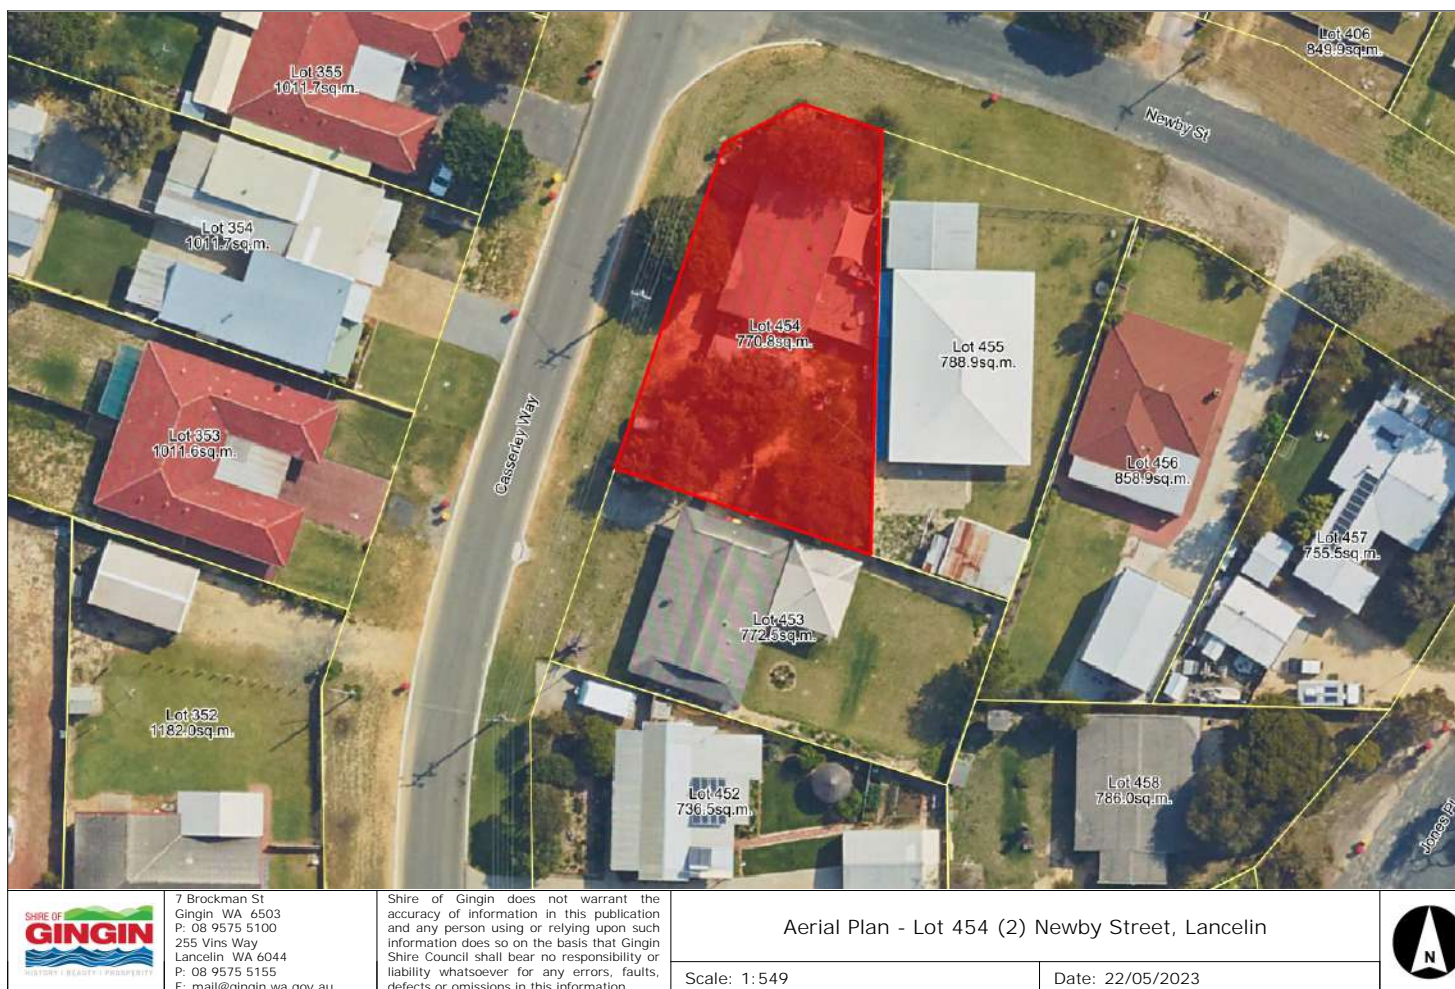 Lot 406
849.9sq.m.
Lot 355
1011.7sq.m.
Newby St
Lot 354
1011.7sq.m.
Lot 454
770.8sq.m.
Lot 455
788.9sq.m.
Casserley Way
Lot 353
1011.6sq.m.
Lot 456
858.9sq.m.
Lot 457
755.5sq.m.
Lot 453
772.5sq.m.
Lot 352
1182.0sq.m.
Lot 452
736.5sq.m.
Lot 458
786.0sq.m.
Jones Pl
SHIRE OF
GINGIN
HISTORY | BEAUTY | PROSPERITY
7 Brockman St
Gingin WA 6503
P: 08 9575 5100
255 Vins Way
Lancelin WA 6044
P: 08 9575 5155
E: mail@gingin.wa.gov.au
Shire of Gingin does not warrant the
accuracy of information in this publication
and any person using or relying upon such
information does so on the basis that Gingin
Shire Council shall bear no responsibility or
liability whatsoever for any errors, faults,
defects or omissions in this information
Aerial Plan - Lot 454 (2) Newby Street, Lancelin
Scale: 1:549
Date: 22/05/2023
N